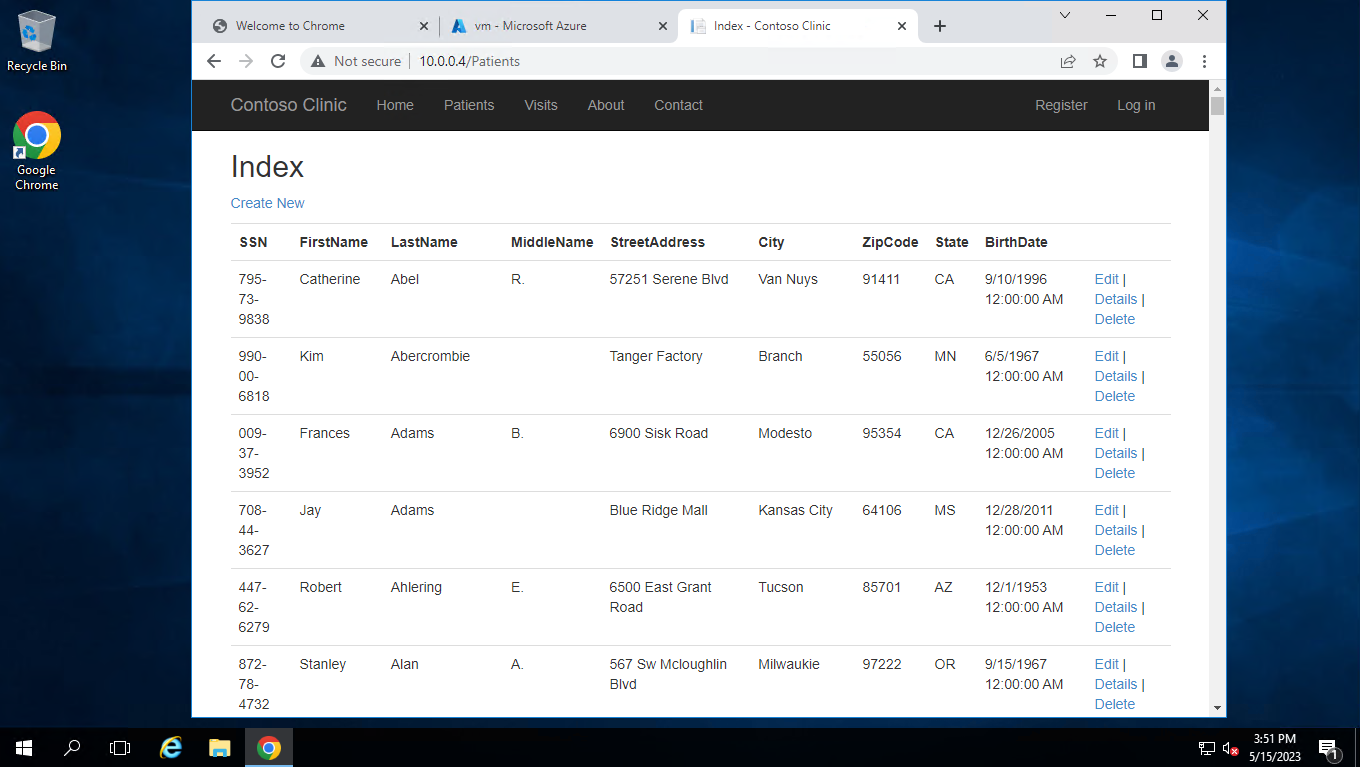 Recycle Bin
Google
Chrome
Welcome to Chrome
vm - Microsoft Azure
Index - Contoso Clinic
Not secure
10.0.0.4/Patients
Contoso Clinic Home Patients Visits About Contact Register Log in
Index
Create New
SSN FirstName LastName MiddleName StreetAddress City ZipCode State BirthDate
795- Catherine Abel R. 57251 Serene Blvd Van Nuys 91411 CA 9/10/1996 Edit |
73- 12:00:00 AM Details |
9838 Delete
990- Kim Abercrombie Tanger Factory Branch 55056 MN 6/5/1967 Edit |
00- 12:00:00 AM Details |
6818 Delete
009- Frances Adams B. 6900 Sisk Road Modesto 95354 CA 12/26/2005 Edit |
37- 12:00:00 AM Details |
3952 Delete
708- Jay Adams Blue Ridge Mall Kansas City 64106 MS 12/28/2011 Edit |
44- 12:00:00 AM Details |
3627 Delete
447- Robert Ahlering E. 6500 East Grant Tucson 85701 AZ 12/1/1953 Edit |
62- Road 12:00:00 AM Details |
6279 Delete
872- Stanley Alan A. 567 Sw Mcloughlin Milwaukie 97222 OR 9/15/1967 Edit |
78- Blvd 12:00:00 AM Details |
4732 Delete
3:51 PM
5/15/2023
1